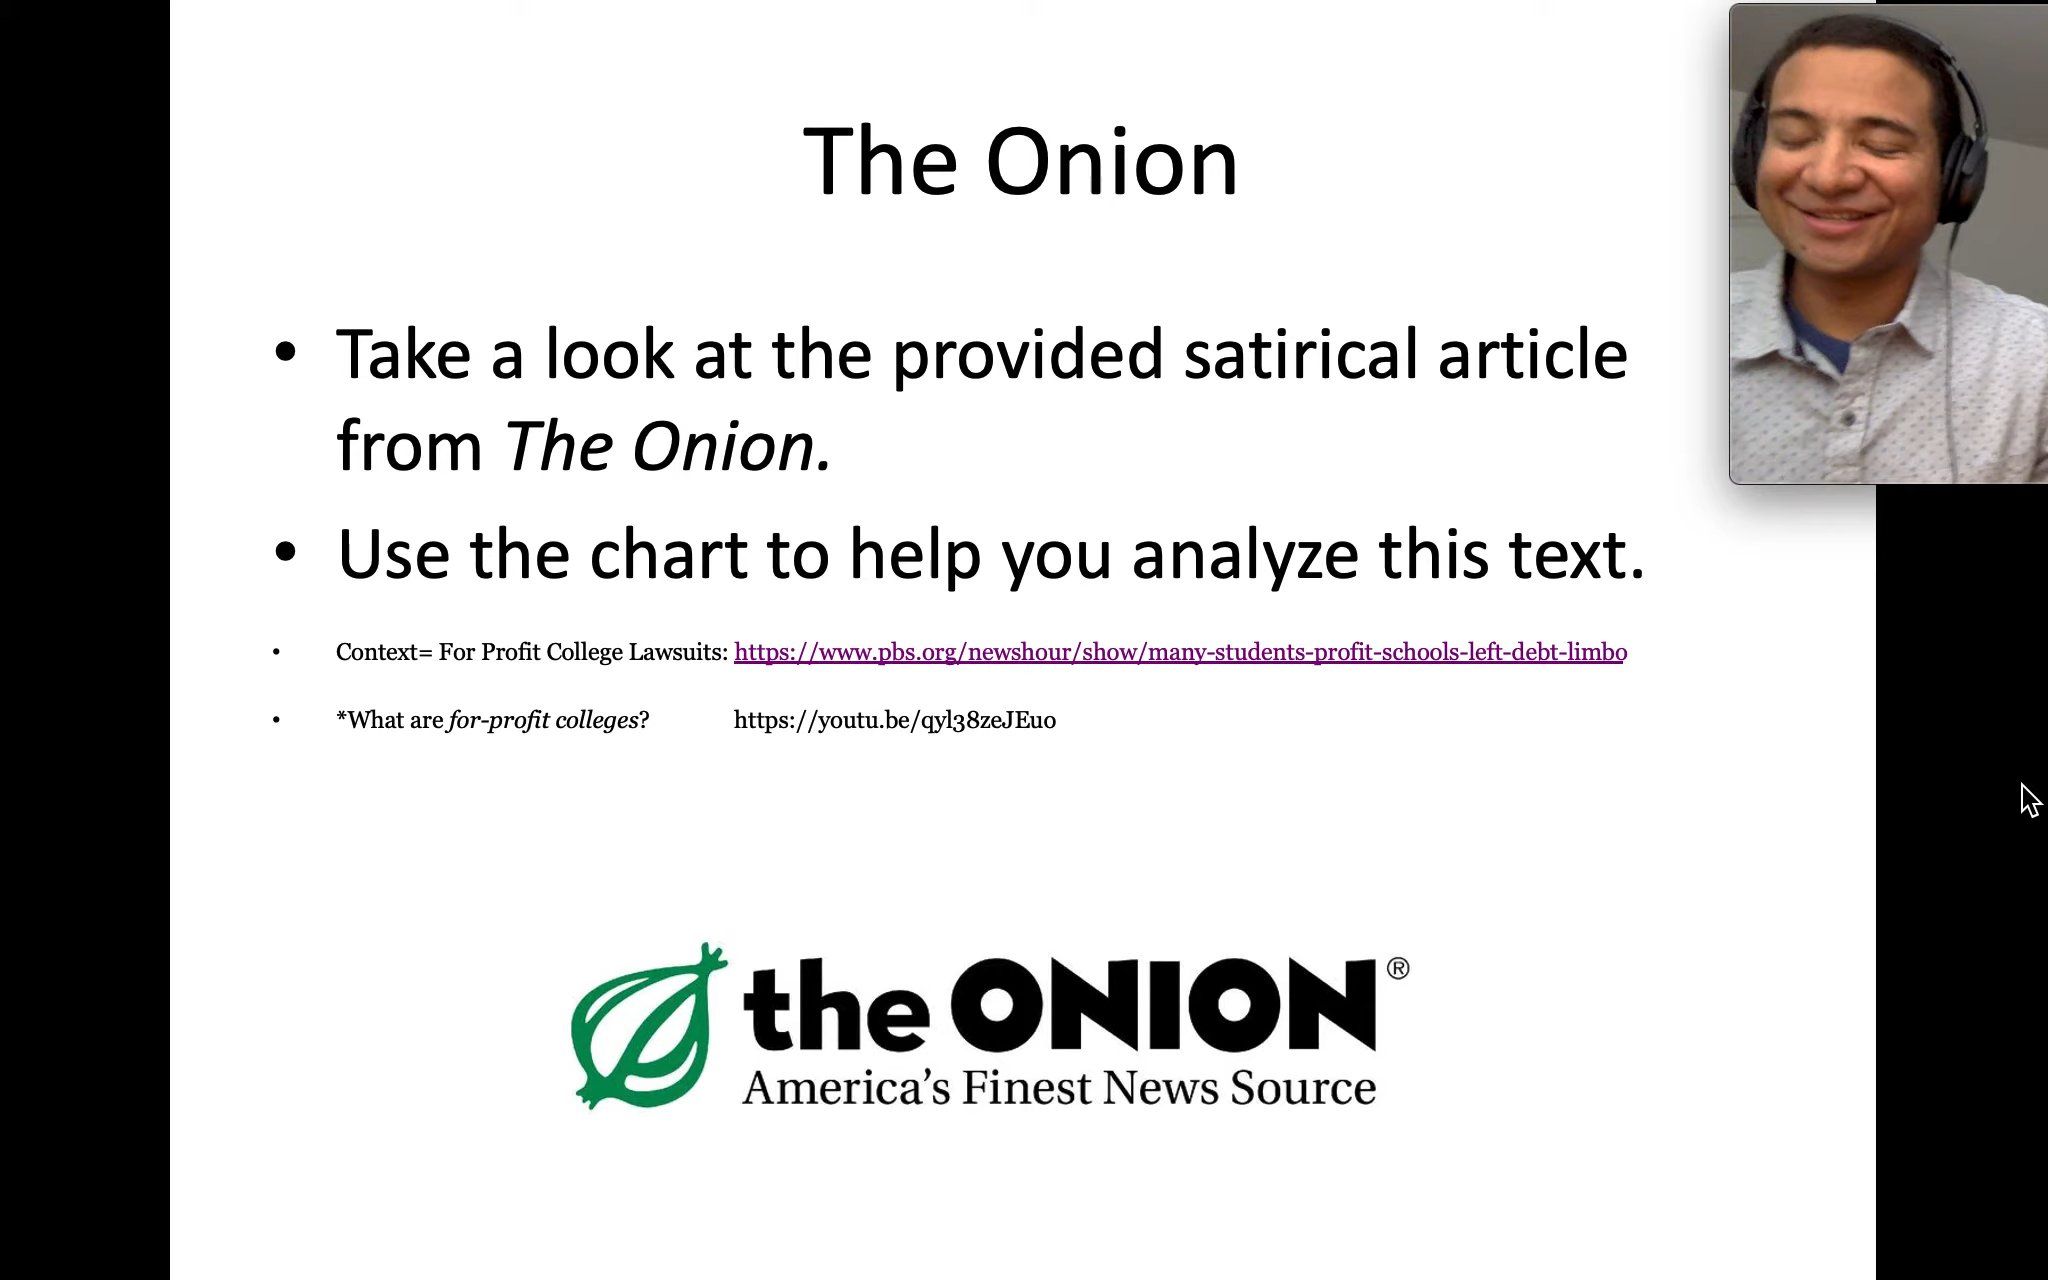 The Onion
• Take a look at the provided satirical article
from The Onion.
• Use the chart to help you analyze this text.
• Context= For Profit College Lawsuits: https://www.pbs.org/newshour/show/many-students-profit-schools-left-debt-limbo
• *What are for-profit colleges? https://youtu.be/qyl38zeJEuo
the ONION®
America's Finest News Source